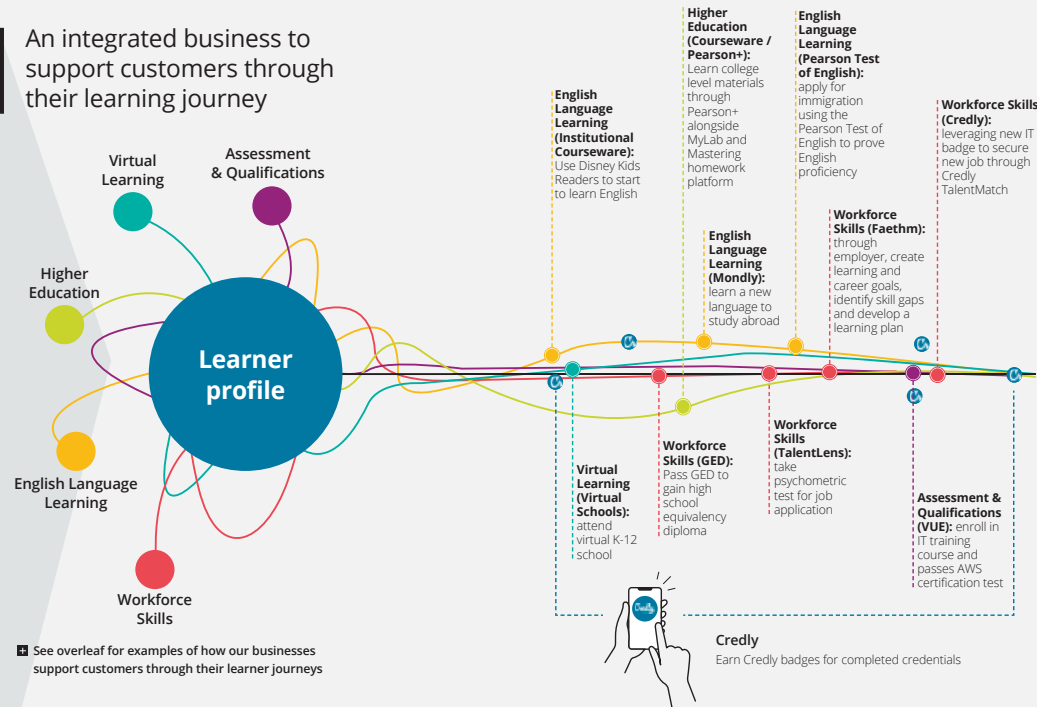 An integrated business to
support customers through
their learning journey
Virtual
Learning
Assessment
& Qualifications
Higher
Education
Learner
profile
English Language
Learning
Workforce
Skills
See overleaf for examples of how our businesses
support customers through their learner journeys
English
Language
Learning
(Institutional
Courseware):
Use Disney Kids
Readers to start
to learn English
Higher
Education
(Courseware /
Pearson+):
Learn college
level materials
through
Pearson+
alongside
MyLab and
Mastering
homework
platform
English
Language
Learning
(Mondly):
learn a new
language to
study abroad
English
Language
Learning
(Pearson Test
of English):
apply for
immigration
using the
Pearson Test of
English to prove
English
proficiency
Workforce
Skills (Faethm):
through
employer, create
learning and
career goals,
identify skill gaps
and develop a
learning plan
Workforce Skills
(Credly):
leveraging new IT
badge to secure
new job through
Credly
TalentMatch
Virtual
Learning
(Virtual
Schools):
attend
virtual K-12
school
Workforce
Skills (GED):
Pass GED to
gain high
school
equivalency
diploma
Workforce
Skills
(TalentLens):
take
psychometric
test for job
application
Assessment &
Qualifications
(VUE): enroll in
IT training
course and
passes AWS
certification test
Credly
Credly
Earn Credly badges for completed credentials